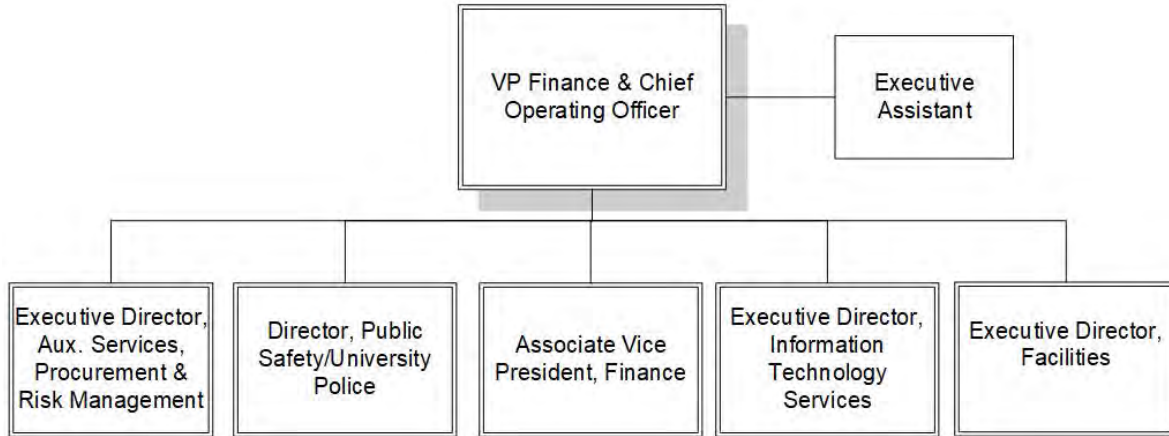 VP Finance & Chief
Operating Officer
Executive
Assistant
Executive Director,
Aux. Services,
Procurement &
Risk Management
Director, Public
Safety/University
Police
Associate Vice
President, Finance
Executive Director,
Information
Technology
Services
Executive Director,
Facilities